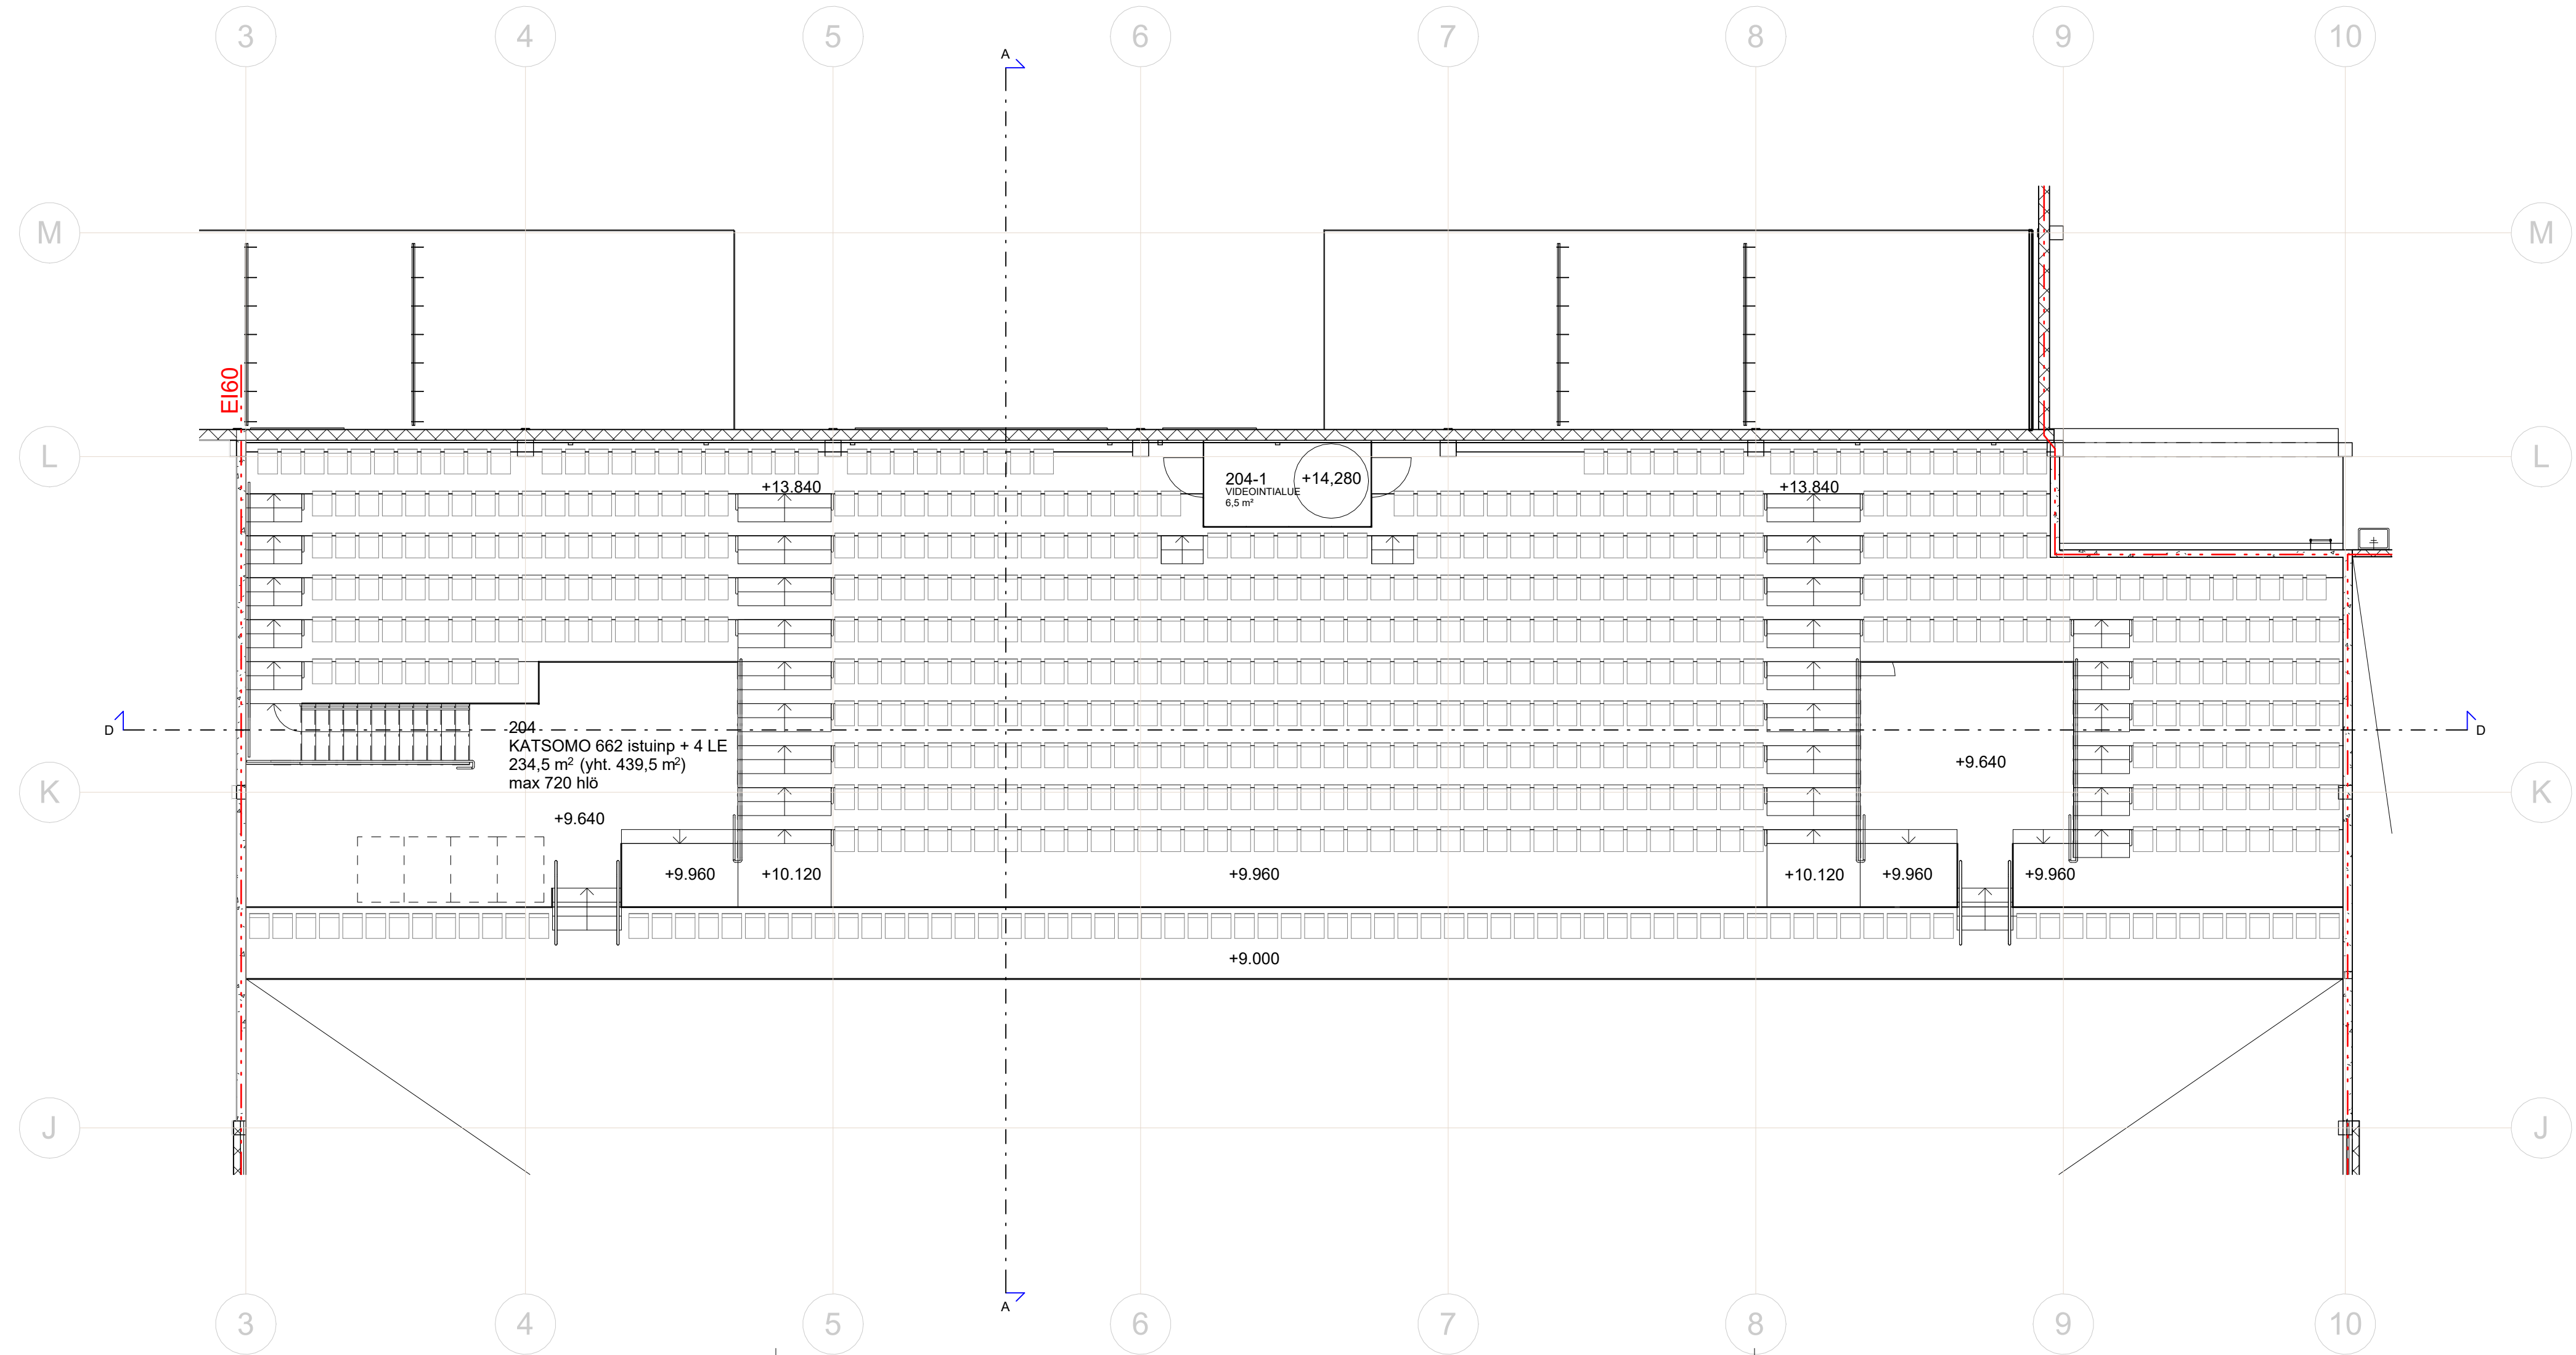 3 4 5 6 7 8 9 10
A
M M
EI60
L L
204-1
VIDEOINTIALUE
6,5 m²
+14,280
+13.840 +13.840
D D
204
KATSOMO 662 istuinp + 4 LE
234,5 m² (yht. 439,5 m²)
max 720 hlö
+9.640
K K
+9.640
+9.960 +10.120 +9.960 +10.120 +9.960 +9.960
+9.000
J J
A
3 4 5 6 7 8 9 10